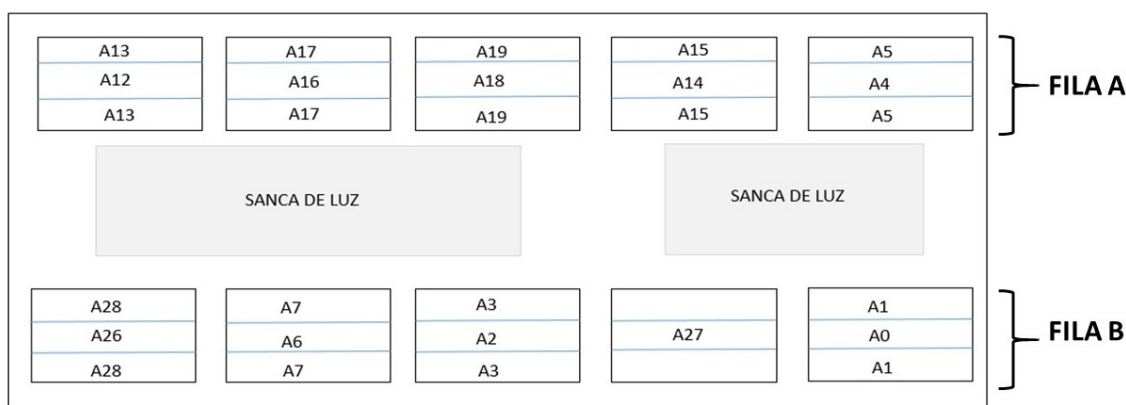 A13 A17 A19 A15 A5
A12 A16 A18 A14 A4
A13 A17 A19 A15 A5
FILA A
SANCA DE LUZ SANCA DE LUZ
A28 A7 A3 A1
A26 A6 A2 A27 A0
A28 A7 A3 A1
FILA B